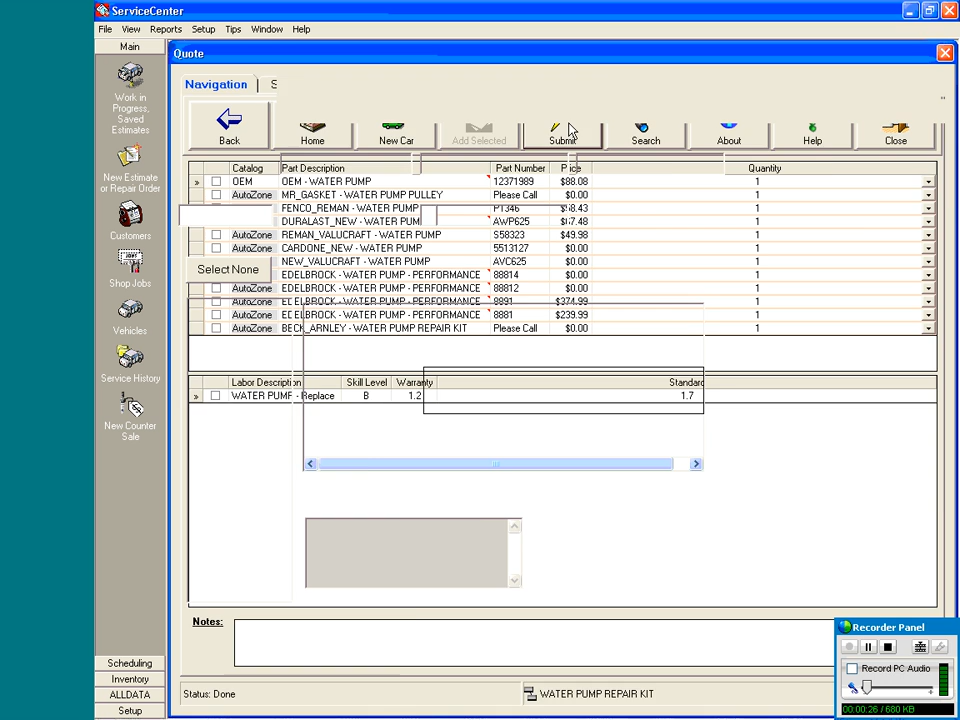 ServiceCenter
File View Reports Setup Tips Window Help
Main
Work in
Progress,
Saved
Estimates
New Estimate
or Repair Order
Customers
Shop Jobs
Vehicles
Service History
New Counter
Sale
Scheduling
Inventory
ALLDATA
Setup
Quote
Navigation
Back Home New Car Add Selected Submit Search About Help Close
Catalog Part Description Part Number Price Quantity
OEM OEM - WATER PUMP 12371989 $88.08 1
AutoZone MR_GASKET - WATER PUMP PULLEY Please Call $0.00 1
FENCO_REMAN - WATER PUMP PT346 1
DURALAST_NEW - WATER PUM AWP625 1
AutoZone REMAN_VALUCRAFT - WATER PUMP S58323 $49.98 1
AutoZone CARDONE_NEW - WATER PUMP 5513127 $0.00 1
NEW_VALUCRAFT - WATER PUMP AVC625 $0.00 1
EDELBROCK - WATER PUMP - PERFORMANCE 88814 $0.00 1
AutoZone EDELBROCK - WATER PUMP - PERFORMANCE 88812 $0.00 1
AutoZone EDELBROCK - WATER PUMP - PERFORMANCE 8891 $374.99 1
AutoZone EDELBROCK - WATER PUMP - PERFORMANCE 8881 $239.99 1
AutoZone BECK_ARNLEY - WATER PUMP REPAIR KIT Please Call $0.00 1
Select None
Labor Description Skill Level Warranty Standard
WATER PUMP - Replace B 1.2 1.7
Notes:
Status: Done WATER PUMP REPAIR KIT
Recorder Panel
Record PC Audio
00:00:26 / 680 KB